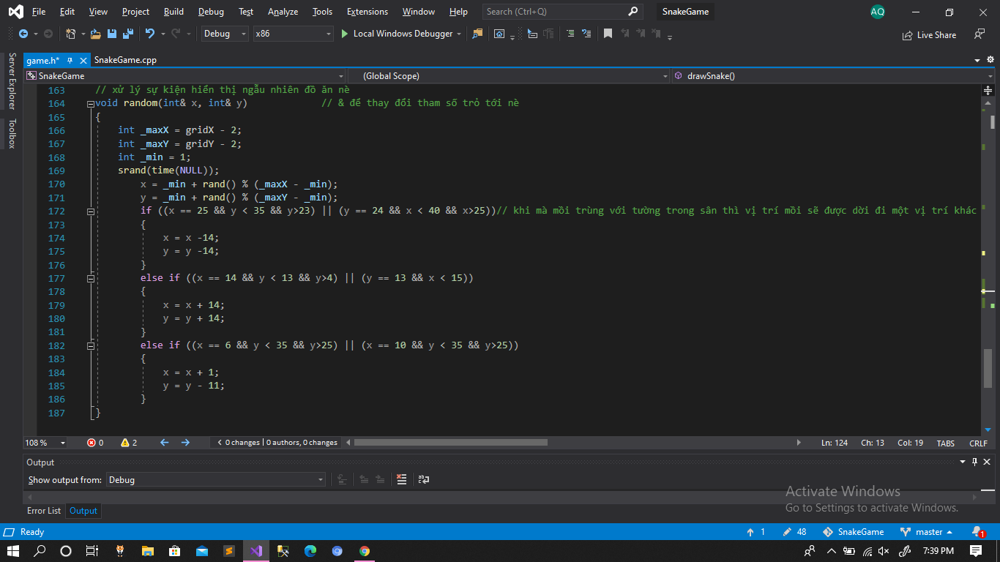 File Edit View Project Build Debug Test Analyze Tools Extensions Window Help Search (Ctrl+Q) SnakeGame AQ
Debug x86 Local Windows Debugger Live Share
game.h* SnakeGame.cpp
SnakeGame (Global Scope) drawSnake()
Server Explorer
Toolbox
163 // xử lý sự kiện hiển thị ngẫu nhiên đồ ăn nè
164 void random(int& x, int& y) // & để thay đổi tham số trỏ tới nè
165 {
166 int _maxX = gridX - 2;
167 int _maxY = gridY - 2;
168 int _min = 1;
169 srand(time(NULL));
170 x = _min + rand() % (_maxX - _min);
171 y = _min + rand() % (_maxY - _min);
172 if ((x == 25 && y < 35 && y>23) || (y == 24 && x < 40 && x>25))// khi mà mồi trùng với tường trong sân thì vị trí mồi sẽ được dời đi một vị trí khác
173 {
174 x = x -14;
175 y = y -14;
176 }
177 else if ((x == 14 && y < 13 && y>4) || (y == 13 && x < 15))
178 {
179 x = x + 14;
180 y = y + 14;
181 }
182 else if ((x == 6 && y < 35 && y>25) || (x == 10 && y < 35 && y>25))
183 {
184 x = x + 1;
185 y = y - 11;
186 }
187 }
108 % 0 2 0 changes | 0 authors, 0 changes Ln: 124 Ch: 13 Col: 19 TABS CRLF
Output
Show output from: Debug
Activate Windows
Go to Settings to activate Windows.
Error List Output
Ready 1 48 SnakeGame master 1
7:39 PM